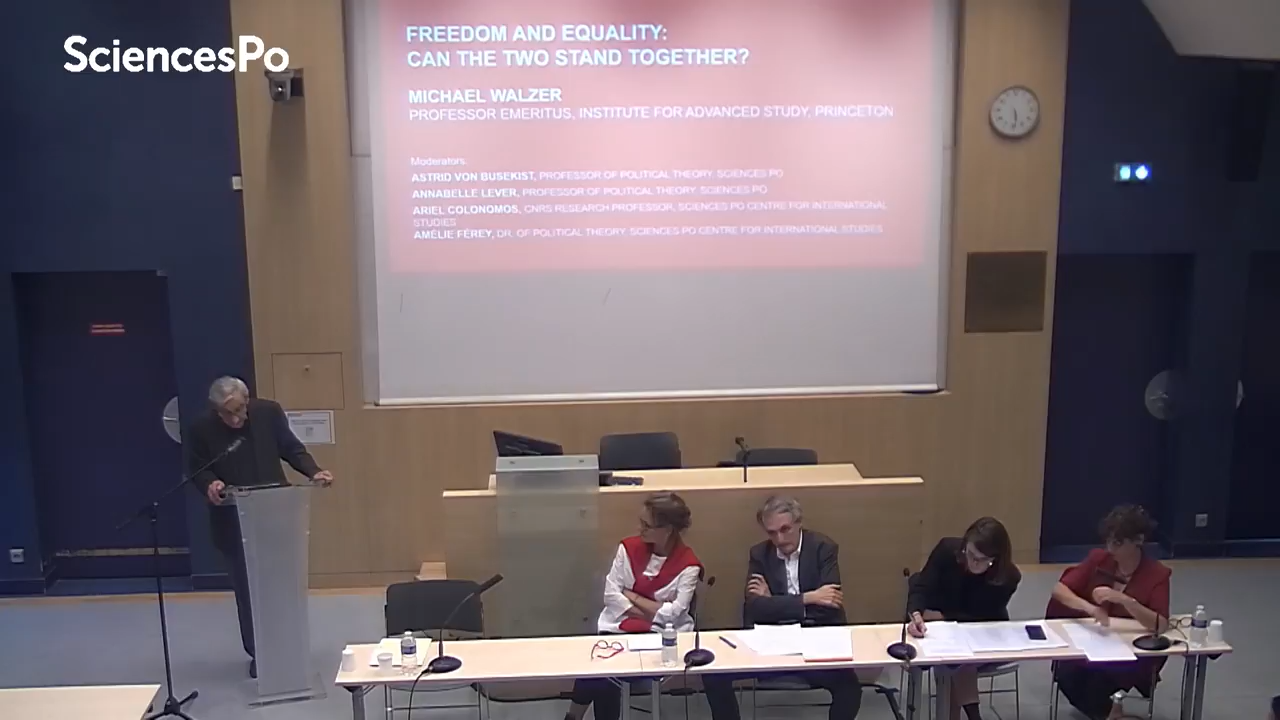 SciencesPo
FREEDOM AND EQUALITY:
CAN THE TWO STAND TOGETHER?
MICHAEL WALZER
PROFESSOR EMERITUS, INSTITUTE FOR ADVANCED STUDY, PRINCETON
Moderators:
ASTRID VON BUSEKIST, PROFESSOR OF POLITICAL THEORY, SCIENCES PO
ANNABELLE LEVER, PROFESSOR OF POLITICAL THEORY, SCIENCES PO
ARIEL COLONOMOS, CNRS RESEARCH PROFESSOR, SCIENCES PO CENTRE FOR INTERNATIONAL
STUDIES
AMÉLIE FÉREY, DR. OF POLITICAL THEORY, SCIENCES PO CENTRE FOR INTERNATIONAL STUDIES